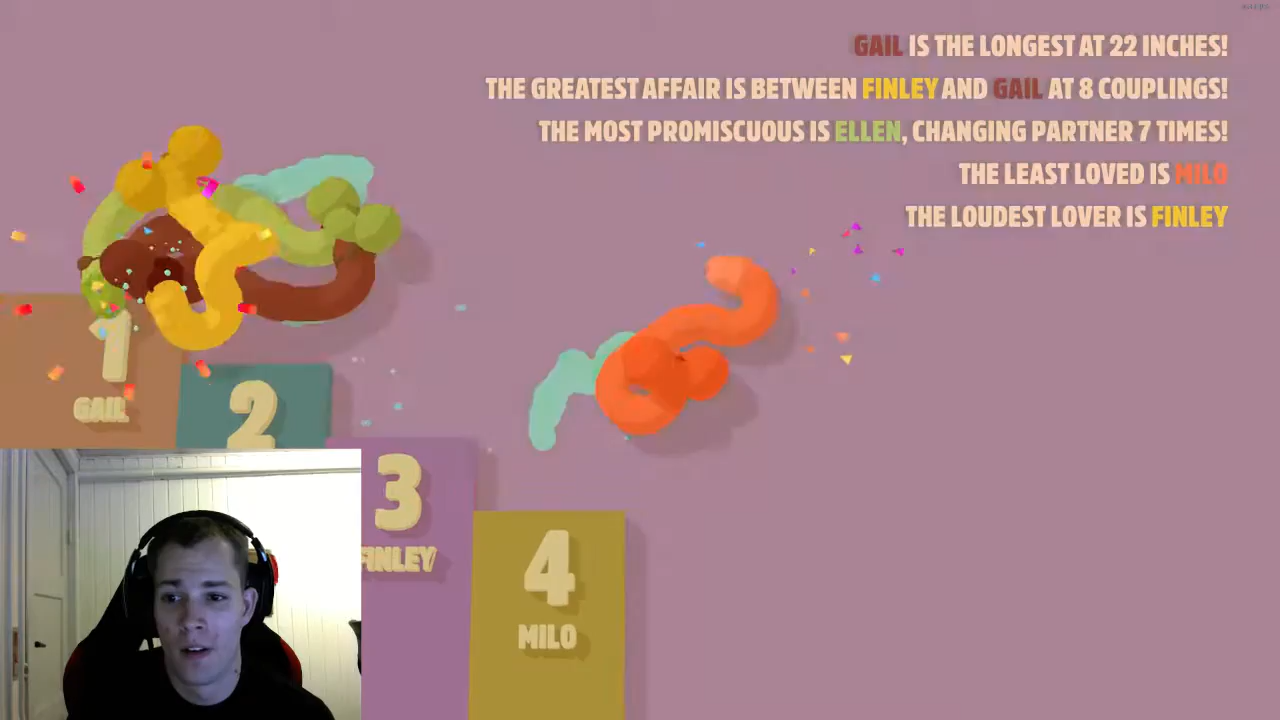 GAIL IS THE LONGEST AT 22 INCHES!
THE GREATEST AFFAIR IS BETWEEN FINLEY AND GAIL AT 8 COUPLINGS!
THE MOST PROMISCUOUS IS ELLEN, CHANGING PARTNER 7 TIMES!
THE LEAST LOVED IS MILO
THE LOUDEST LOVER IS FINLEY
1
GAIL
2
3
FINLEY
4
MILO